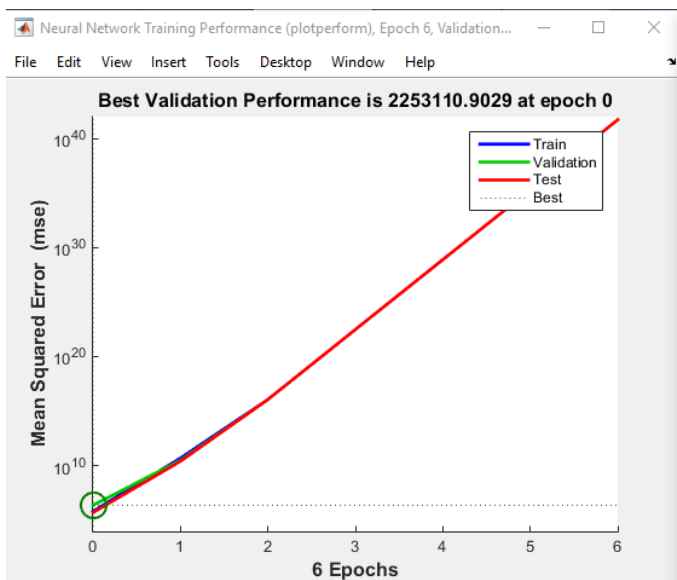 Neural Network Training Performance (plotperform), Epoch 6, Validation...
File Edit View Insert Tools Desktop Window Help
Best Validation Performance is 2253110.9029 at epoch 0
10^40
10^30
10^20
10^10
Mean Squared Error (mse)
Train
Validation
Test
Best
0 1 2 3 4 5 6
6 Epochs